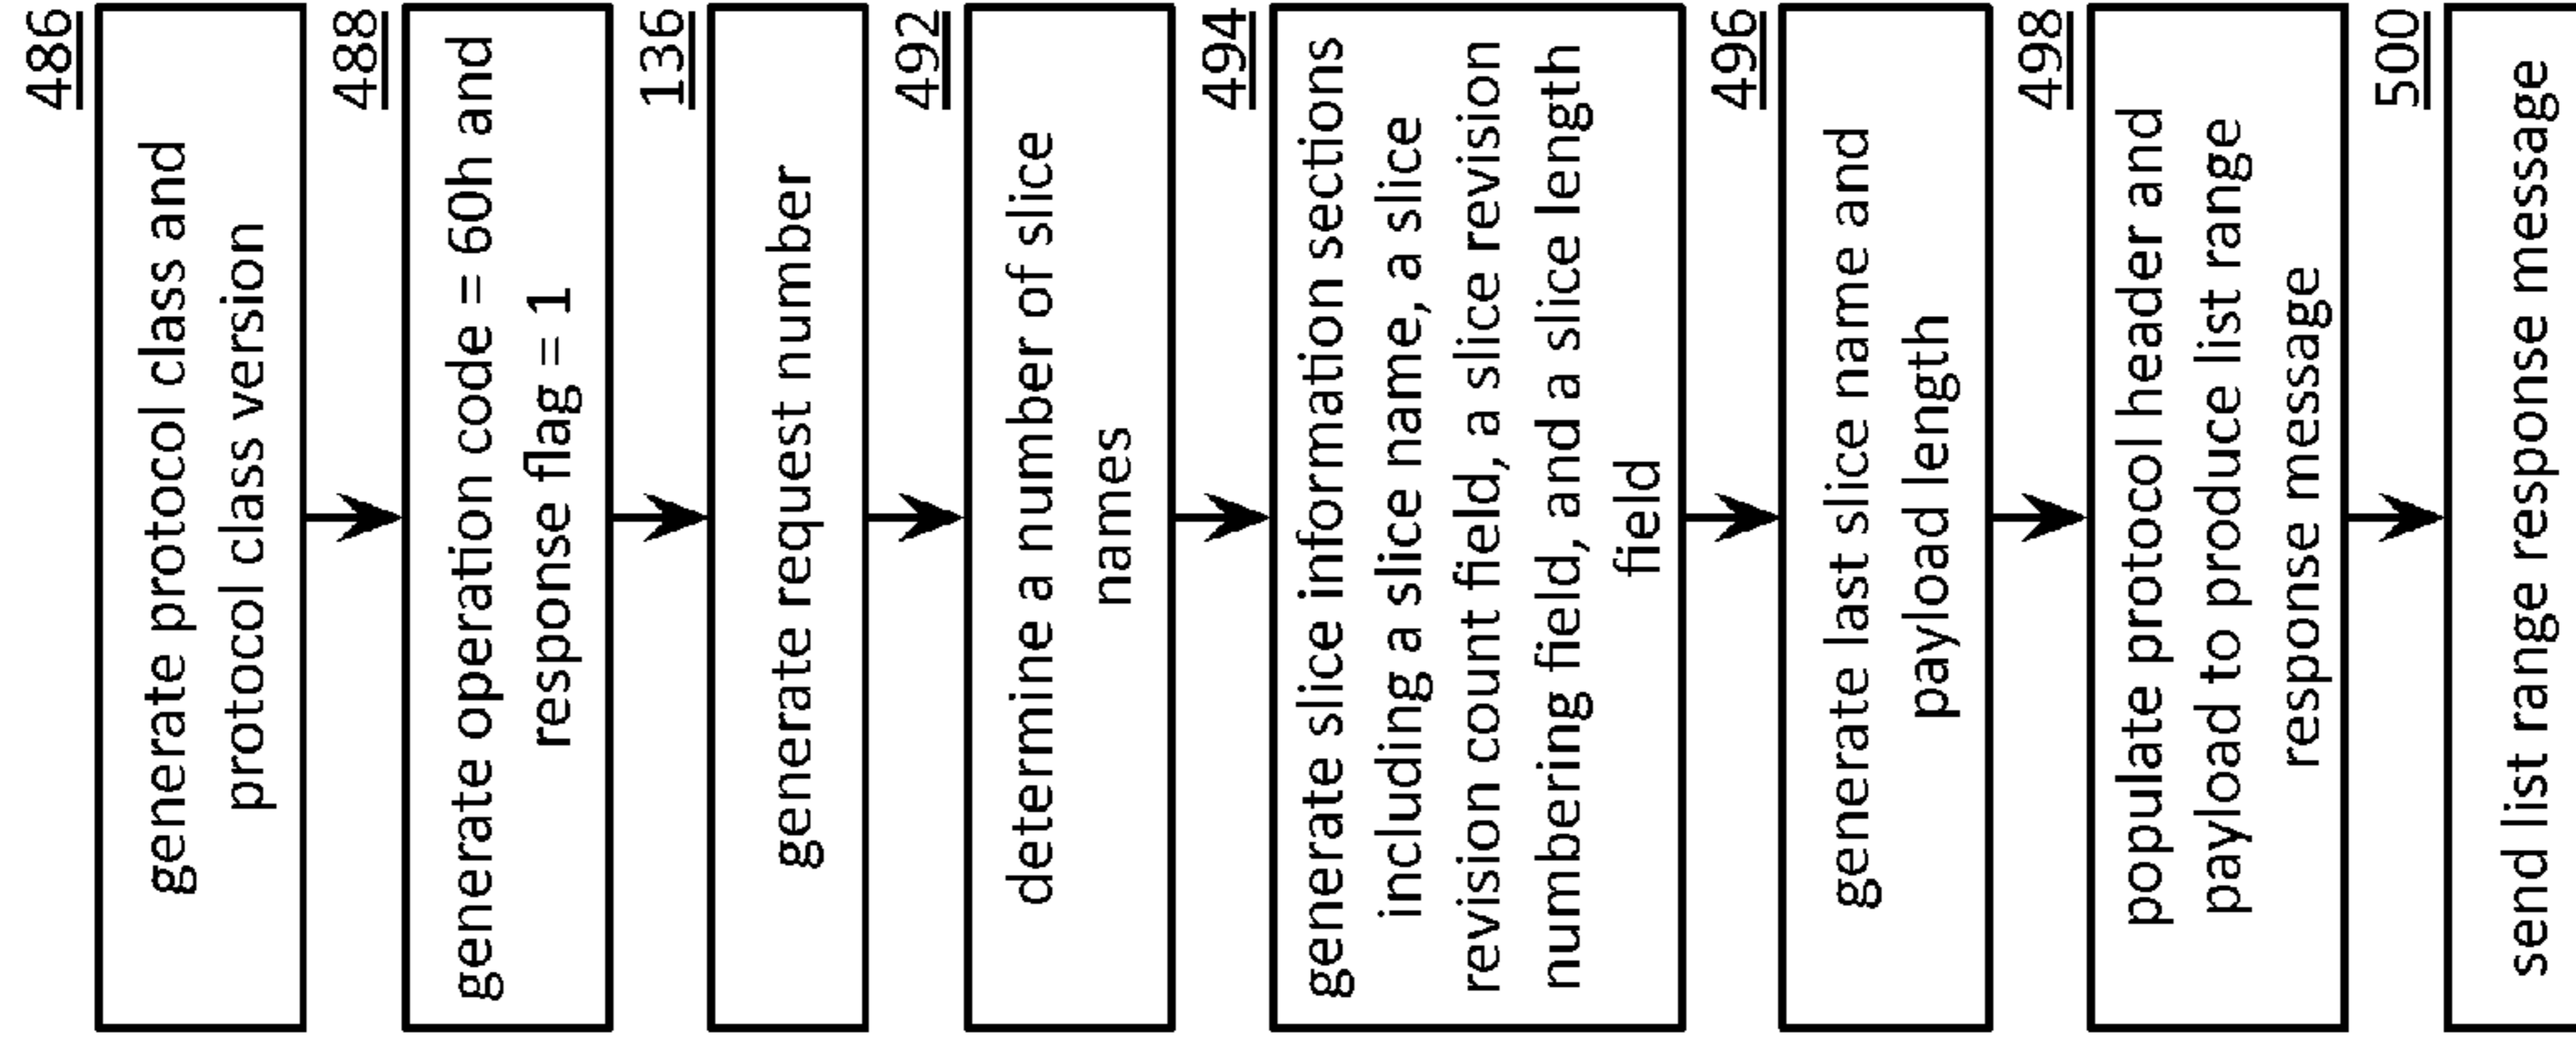 486
generate protocol class and
protocol class version
488
generate operation code = 60h and
response flag = 1
136
generate request number
492
determine a number of slice
names
494
generate slice information sections
including a slice name, a slice
revision count field, a slice revision
numbering field, and a slice length
field
496
generate last slice name and
payload length
498
populate protocol header and
payload to produce list range
response message
500
send list range response message